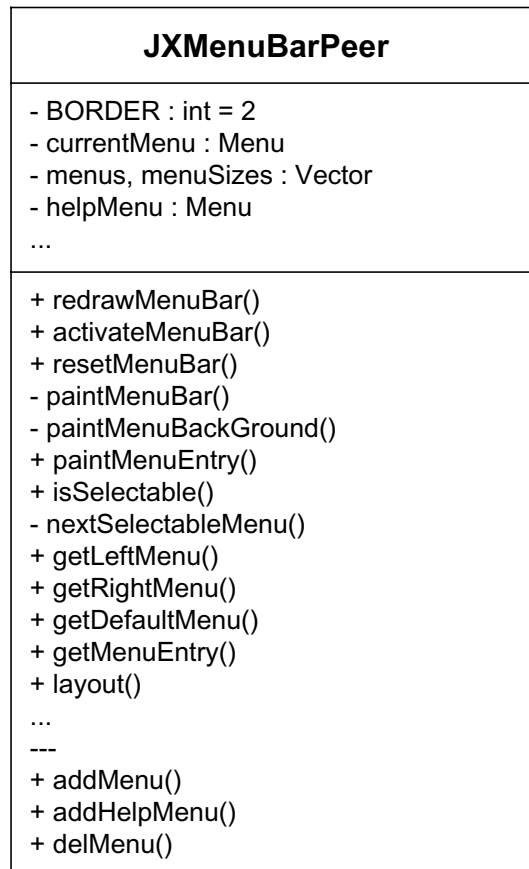 JXMenuBarPeer
- BORDER : int = 2
- currentMenu : Menu
- menus, menuSizes : Vector
- helpMenu : Menu
...
+ redrawMenuBar()
+ activateMenuBar()
+ resetMenuBar()
- paintMenuBar()
- paintMenuBackGround()
+ paintMenuEntry()
+ isSelectable()
- nextSelectableMenu()
+ getLeftMenu()
+ getRightMenu()
+ getDefaultMenu()
+ getMenuEntry()
+ layout()
...
---
+ addMenu()
+ addHelpMenu()
+ delMenu()